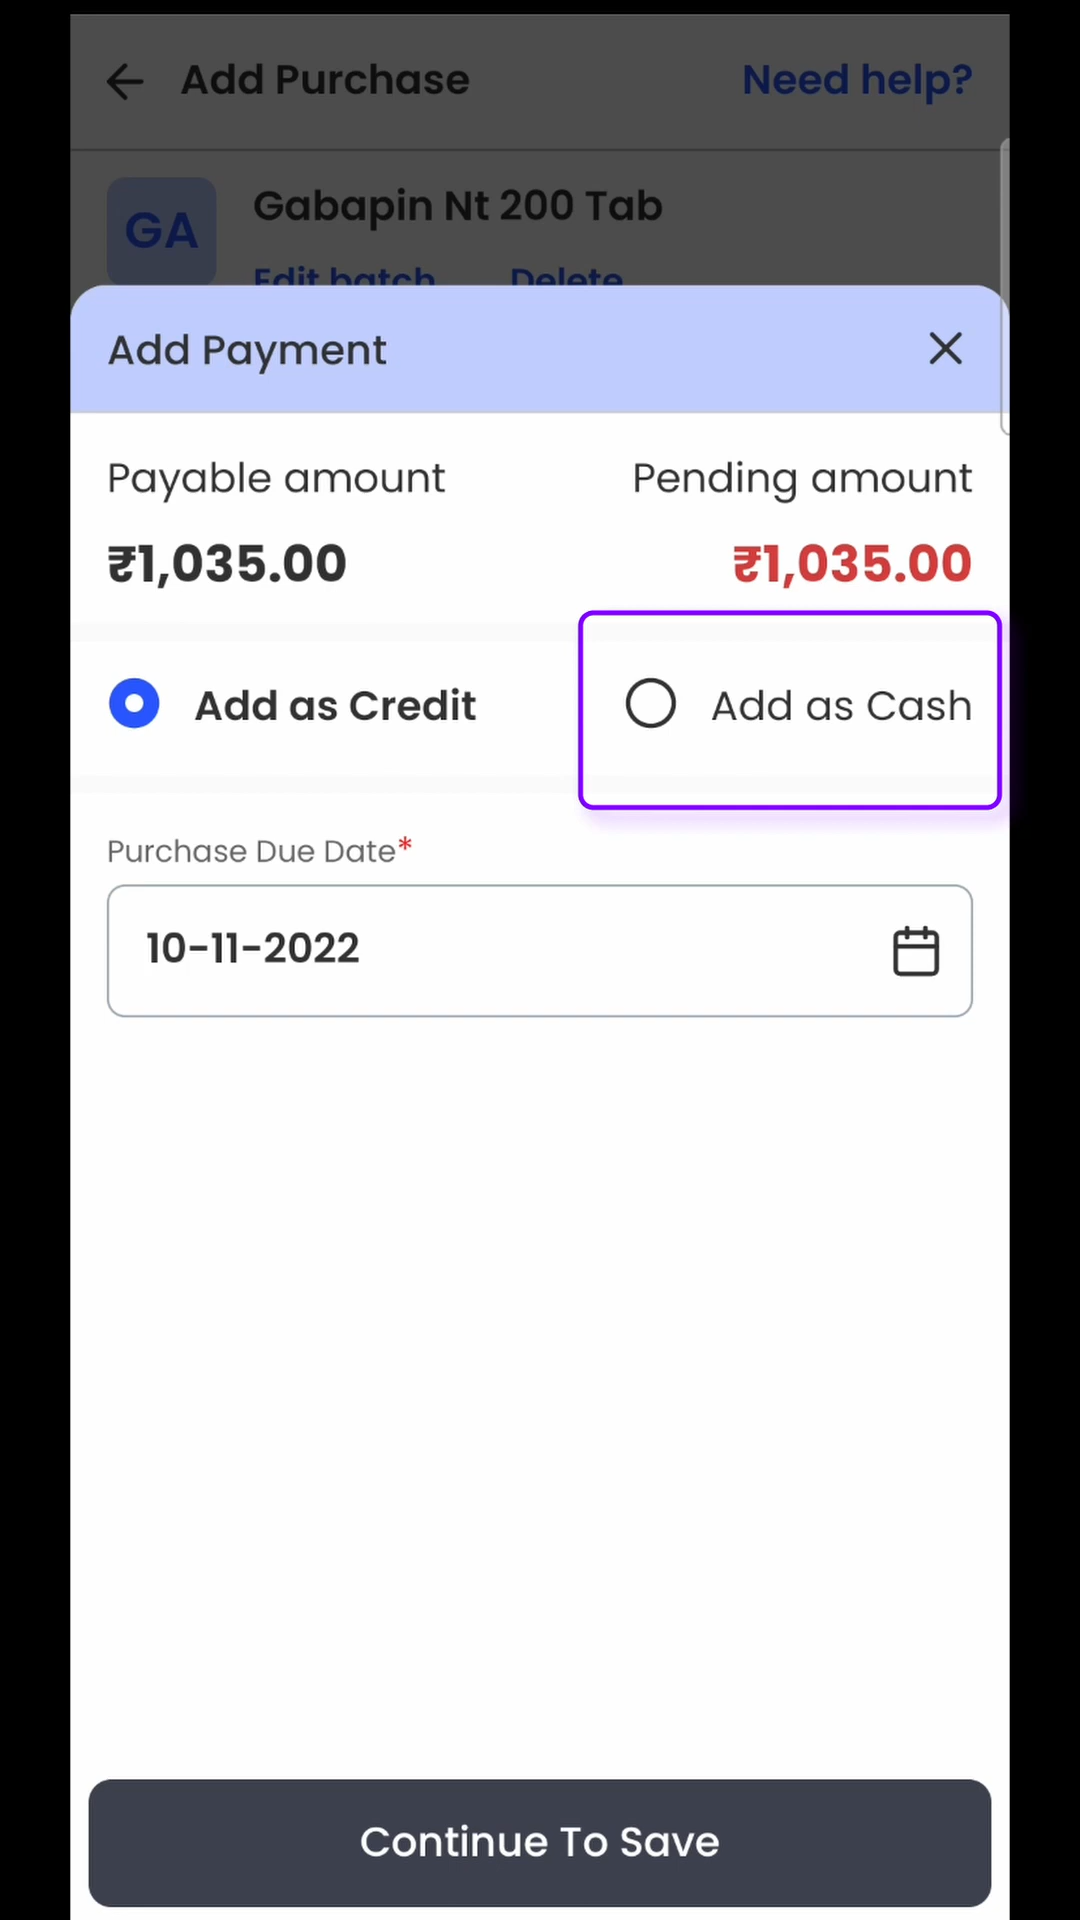 Add Purchase
Need help?
GA
Gabapin Nt 200 Tab
Edit batch
Delete
Add Payment
Payable amount
Pending amount
₹1,035.00
₹1,035.00
Add as Credit
Add as Cash
Purchase Due Date*
10-11-2022
Continue To Save